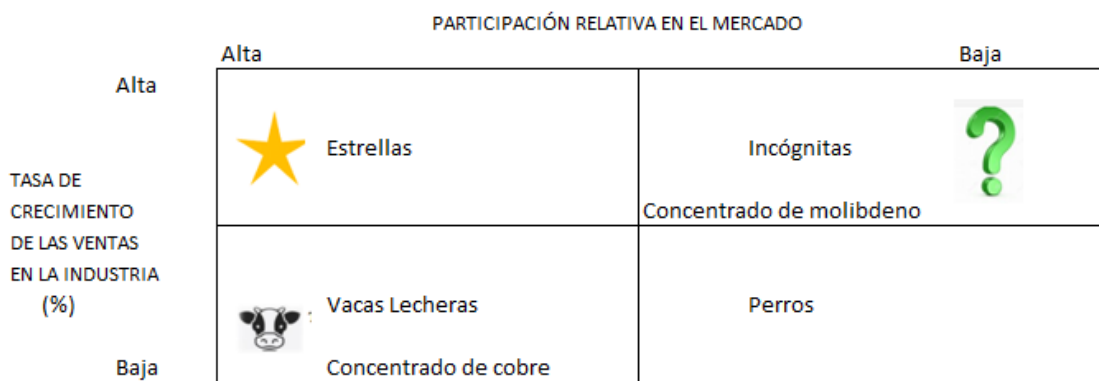 PARTICIPACIÓN RELATIVA EN EL MERCADO
Alta Baja
Alta
Estrellas Incógnitas
TASA DE
CRECIMIENTO Concentrado de molibdeno
DE LAS VENTAS
EN LA INDUSTRIA
(%) Vacas Lecheras Perros
Baja Concentrado de cobre